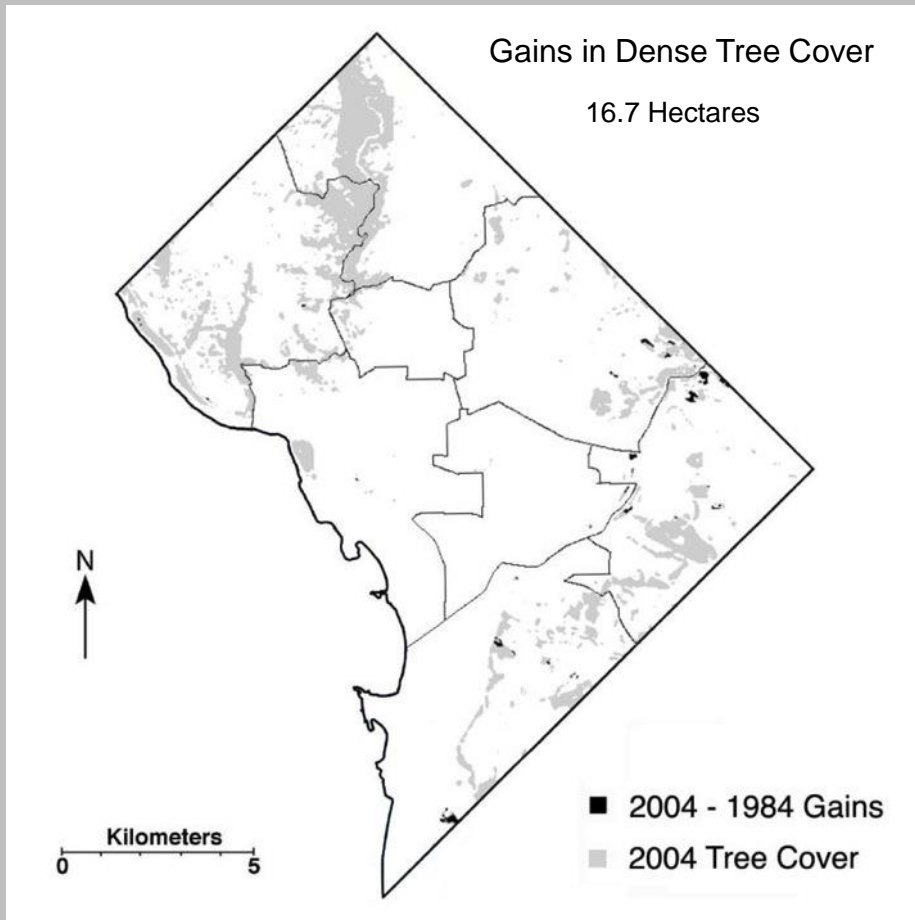 Gains in Dense Tree Cover
16.7 Hectares
N
2004 - 1984 Gains
2004 Tree Cover
Kilometers
0 5